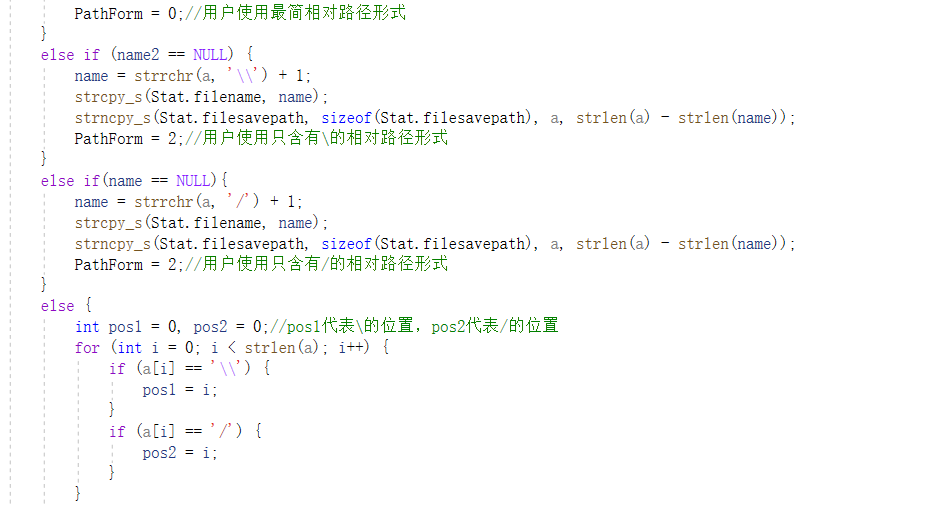 PathForm = 0;//用户使用最简相对路径形式
}
else if (name2 == NULL) {
name = strrchr(a, '\\') + 1;
strcpy_s(Stat.filename, name);
strncpy_s(Stat.filesavepath, sizeof(Stat.filesavepath), a, strlen(a) - strlen(name));
PathForm = 2;//用户使用只含有\的相对路径形式
}
else if(name == NULL){
name = strrchr(a, '/') + 1;
strcpy_s(Stat.filename, name);
strncpy_s(Stat.filesavepath, sizeof(Stat.filesavepath), a, strlen(a) - strlen(name));
PathForm = 2;//用户使用只含有/的相对路径形式
}
else {
int pos1 = 0, pos2 = 0;//pos1代表\的位置，pos2代表/的位置
for (int i = 0; i < strlen(a); i++) {
if (a[i] == '\\') {
pos1 = i;
}
if (a[i] == '/') {
pos2 = i;
}
}